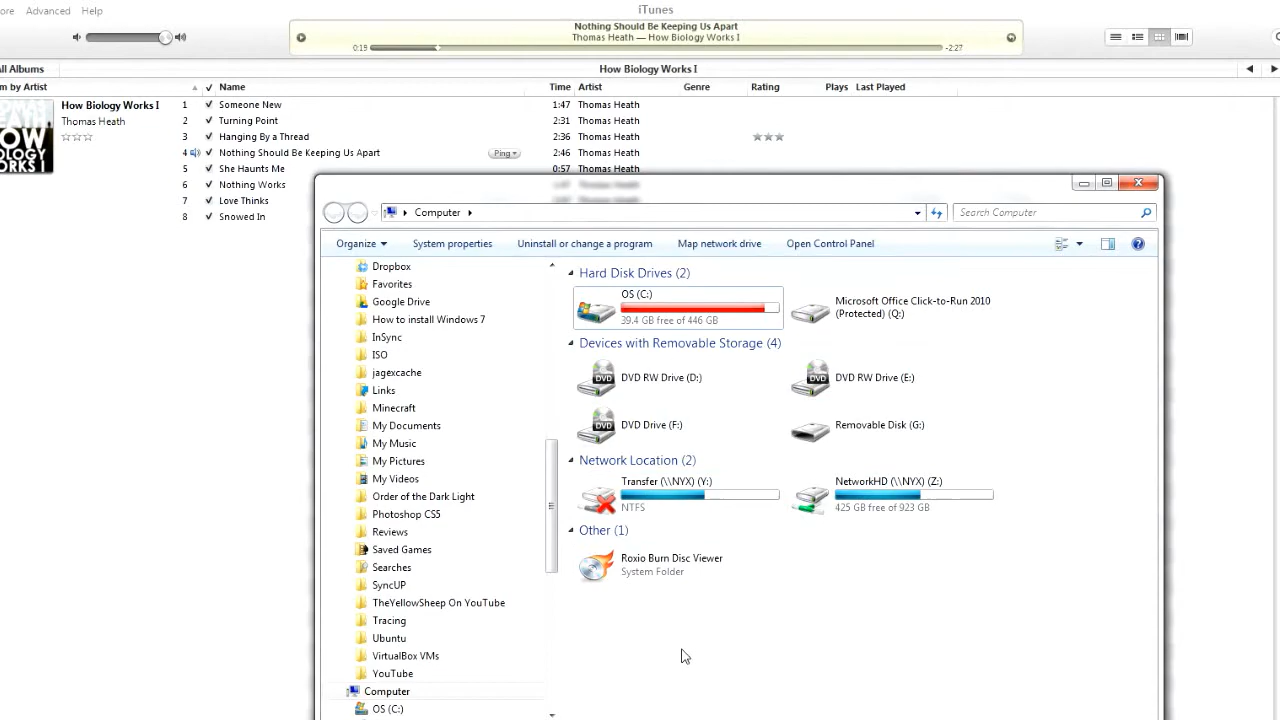 ore Advanced Help
iTunes
Nothing Should Be Keeping Us Apart
Thomas Heath — How Biology Works I
0:19 -2:27
ll Albums
How Biology Works I
m by Artist
Name Time Artist Genre Rating Plays Last Played
How Biology Works I
Thomas Heath
1 Someone New 1:47 Thomas Heath
2 Turning Point 2:31 Thomas Heath
3 Hanging By a Thread 2:36 Thomas Heath
4 Nothing Should Be Keeping Us Apart Ping 2:46 Thomas Heath
5 She Haunts Me 0:57 Thomas Heath
6 Nothing Works
7 Love Thinks
8 Snowed In
Computer
Search Computer
Organize System properties Uninstall or change a program Map network drive Open Control Panel
Dropbox
Favorites
Google Drive
How to install Windows 7
InSync
ISO
jagexcache
Links
Minecraft
My Documents
My Music
My Pictures
My Videos
Order of the Dark Light
Photoshop CS5
Reviews
Saved Games
Searches
SyncUP
TheYellowSheep On YouTube
Tracing
Ubuntu
VirtualBox VMs
YouTube
Computer
OS (C:)
Hard Disk Drives (2)
OS (C:)
39.4 GB free of 446 GB
Microsoft Office Click-to-Run 2010
(Protected) (Q:)
Devices with Removable Storage (4)
DVD RW Drive (D:)
DVD RW Drive (E:)
DVD Drive (F:)
Removable Disk (G:)
Network Location (2)
Transfer (\\NYX) (Y:)
NTFS
NetworkHD (\\NYX) (Z:)
425 GB free of 923 GB
Other (1)
Roxio Burn Disc Viewer
System Folder